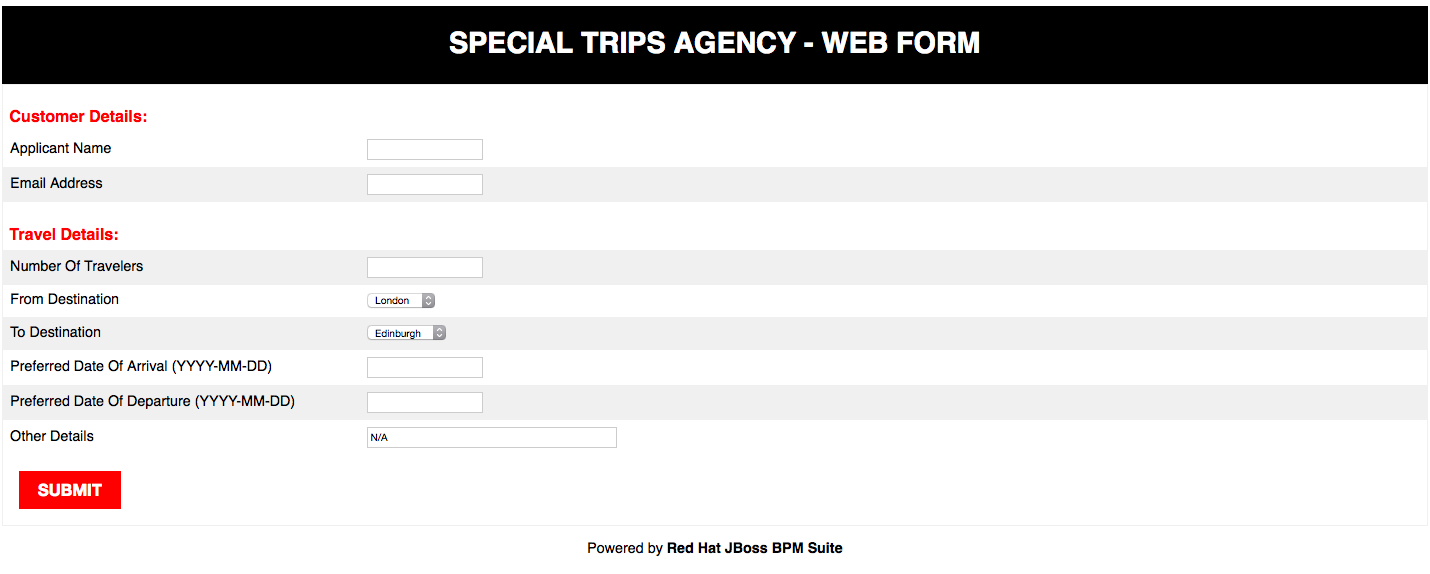 SPECIAL TRIPS AGENCY - WEB FORM
Customer Details:
Applicant Name
Email Address
Travel Details:
Number Of Travelers
From Destination London
To Destination Edinburgh
Preferred Date Of Arrival (YYYY-MM-DD)
Preferred Date Of Departure (YYYY-MM-DD)
Other Details N/A
SUBMIT
Powered by Red Hat JBoss BPM Suite